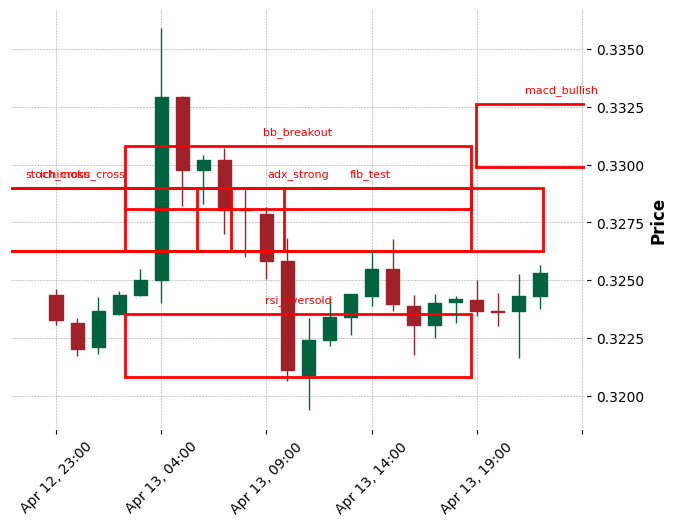 0.3350
macd_bullish
0.3325
bb_breakout
0.3300
adx_strong
fib_test
0.3275
Price
0.3250
rsi_oversold
0.3225
0.3200
Apr 12, 23:00
Apr 13, 04:00
Apr 13, 09:00
Apr 13, 14:00
Apr 13, 19:00